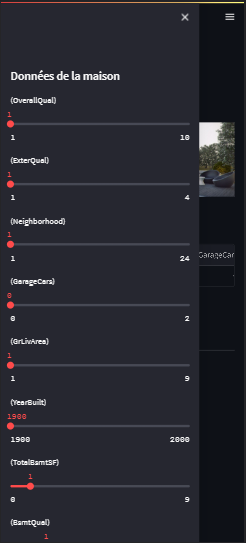 Données de la maison
(OverallQual)
1
1 10
(ExterQual)
1
1 4
(Neighborhood)
1
1 24
GarageCar
(GarageCars)
0
0 2
(GrLivArea)
1
1 9
(YearBuilt)
1900
1900 2000
(TotalBsmtSF)
1
0 9
(BsmtQual)
1